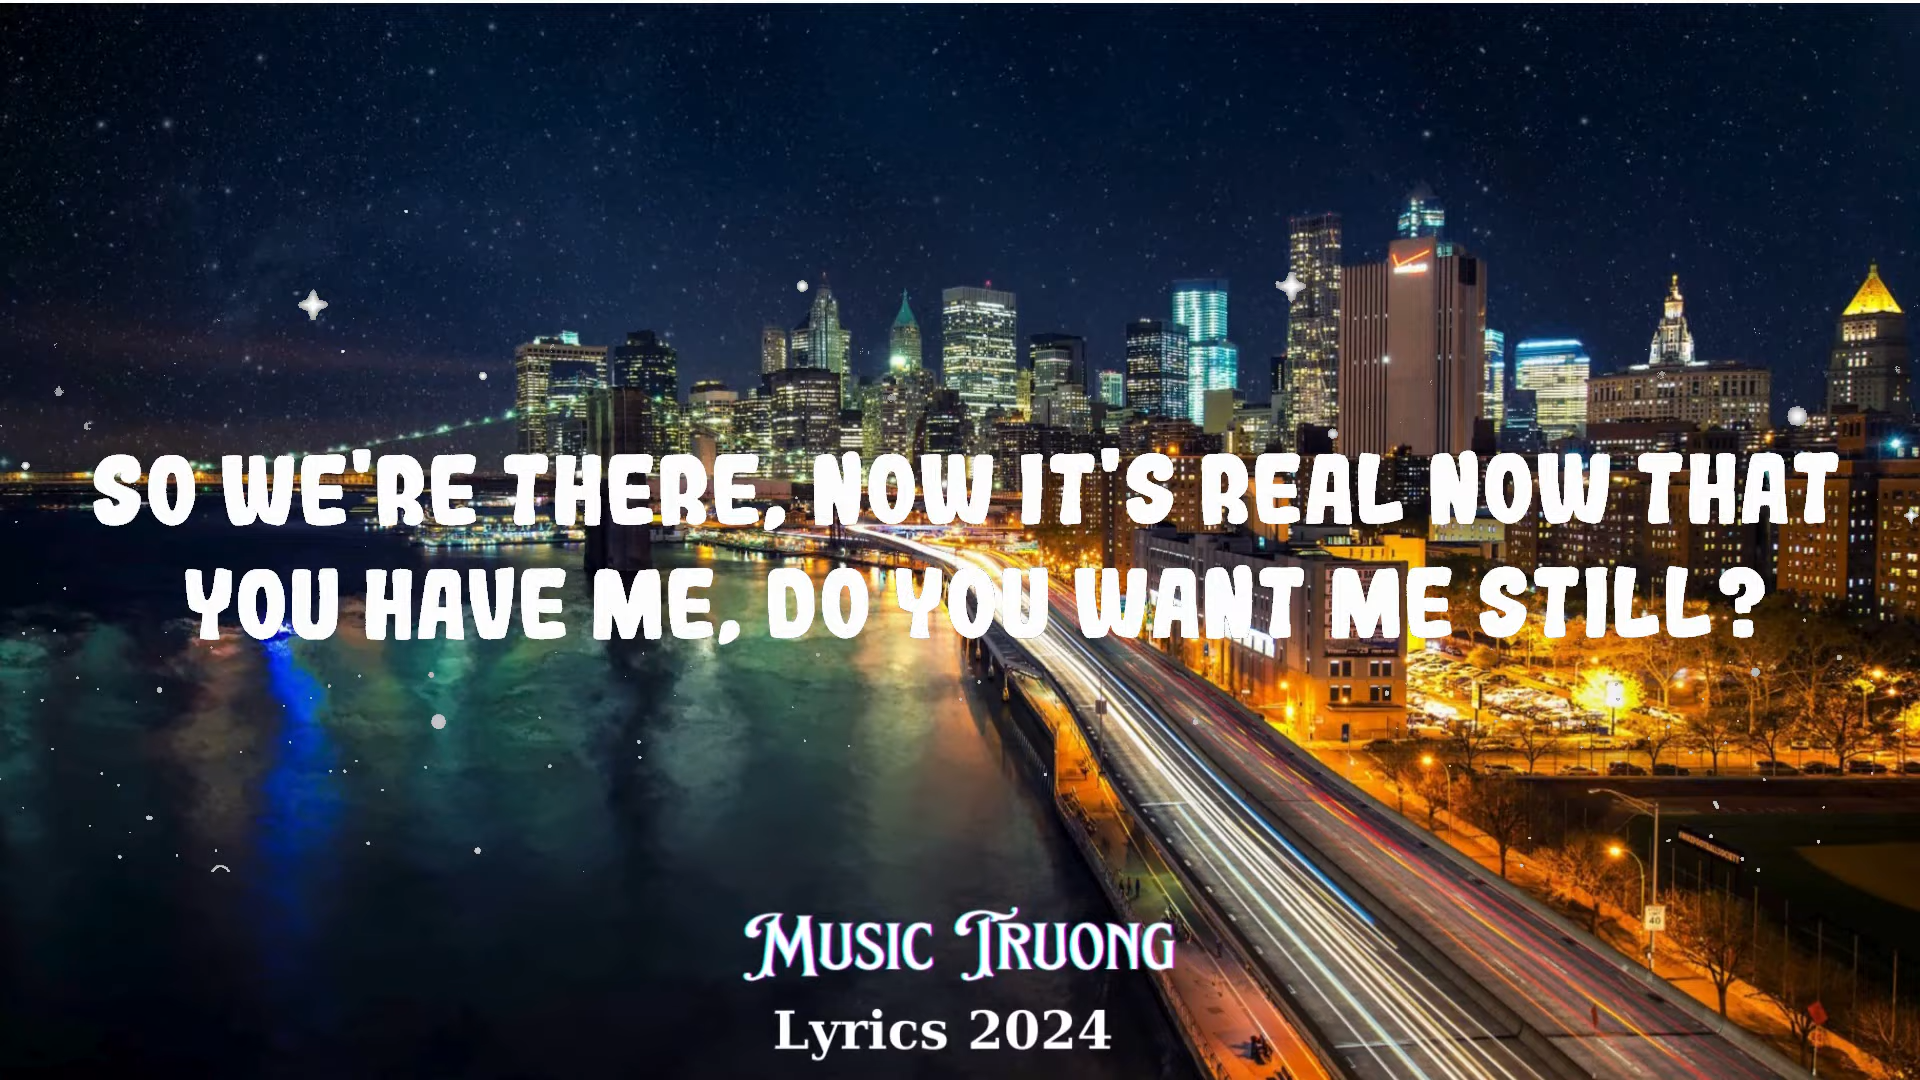 SO WE'RE THERE, NOW IT'S REAL NOW THAT
YOU HAVE ME, DO YOU WANT ME STILL?
MUSIC TRUONG
Lyrics 2024